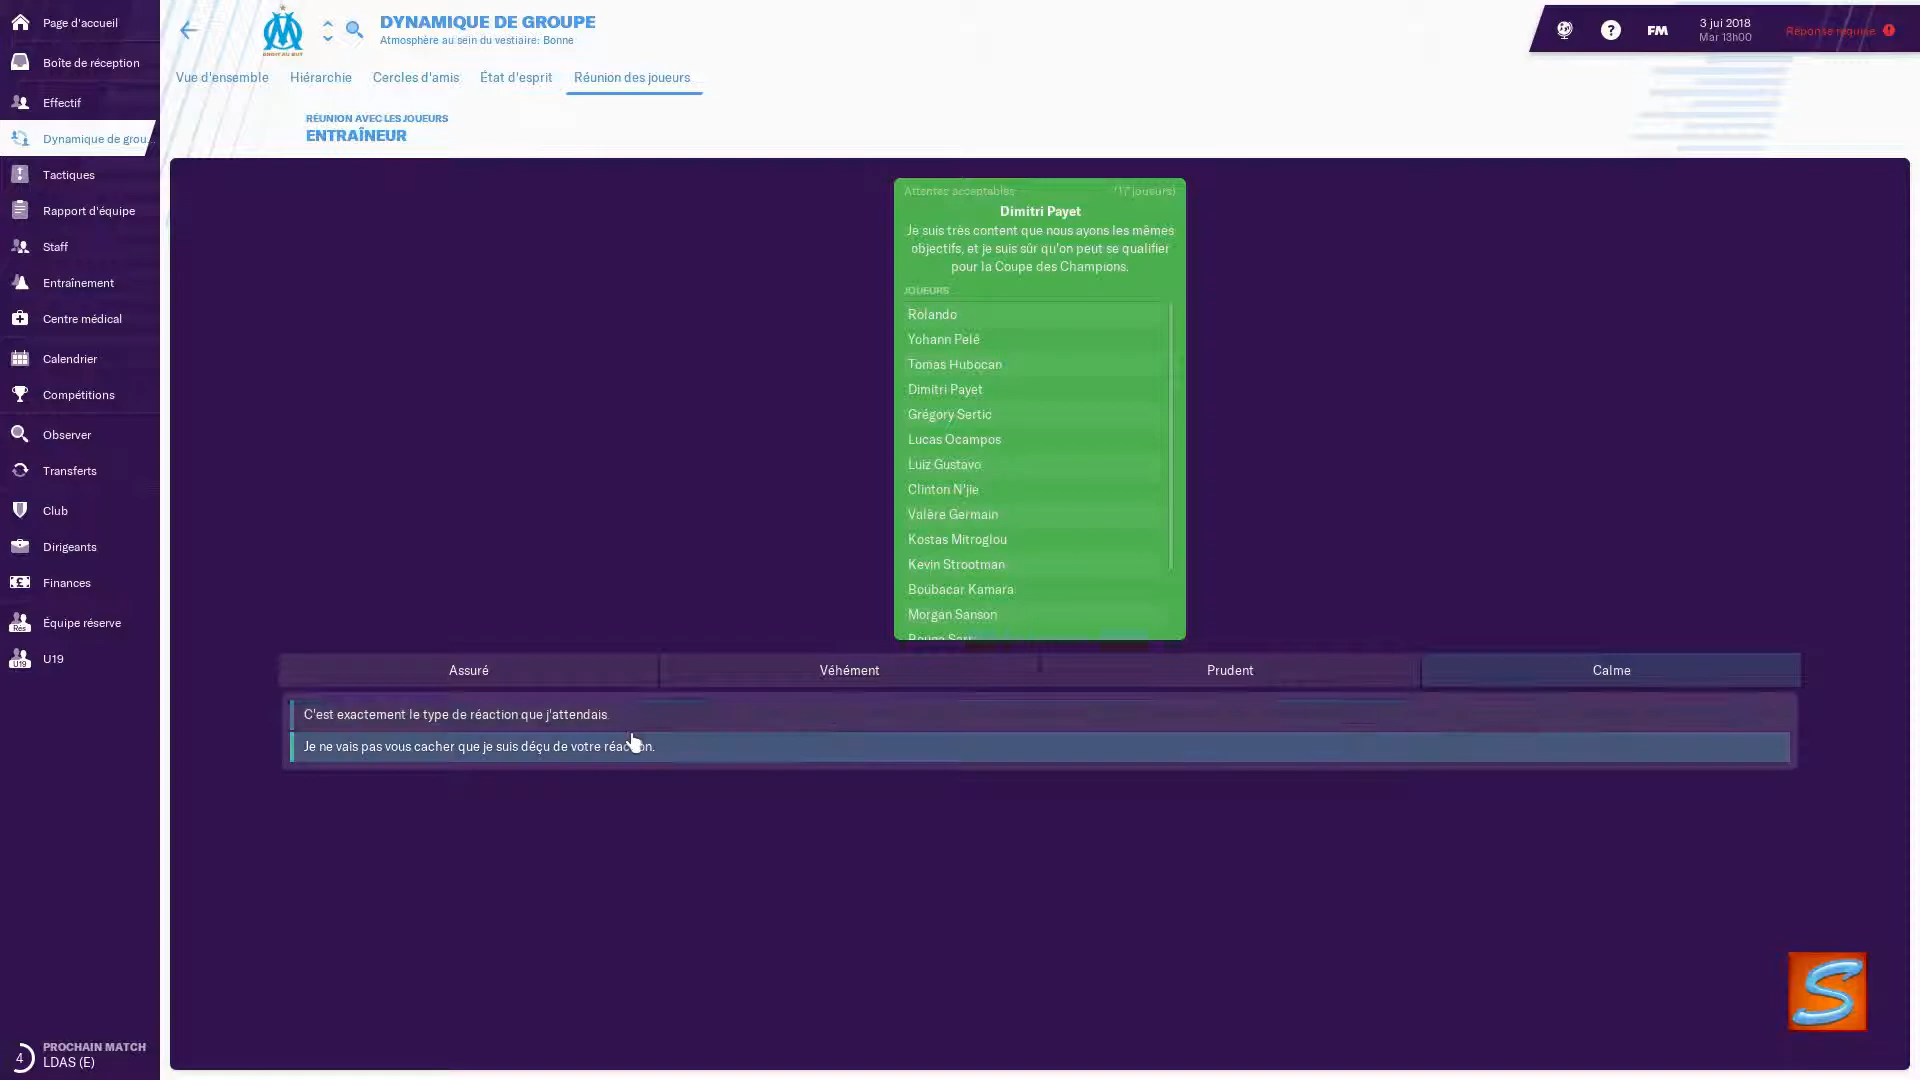 Page d'accueil
Boîte de réception
Effectif
Dynamique de grou...
Tactiques
Rapport d'équipe
Staff
Entraînement
Centre médical
Calendrier
Compétitions
Observer
Transferts
Club
Dirigeants
Finances
Équipe réserve
U19
4
PROCHAIN MATCH
LDAS (E)
DYNAMIQUE DE GROUPE
Atmosphère au sein du vestiaire: Bonne
?
FM
3 jui 2018
Mar 13h00
Réponse requise
Vue d'ensemble
Hiérarchie
Cercles d'amis
État d'esprit
Réunion des joueurs
RÉUNION AVEC LES JOUEURS
ENTRAÎNEUR
Attentes acceptables
(17 joueurs)
Dimitri Payet
Je suis très content que nous ayons les mêmes
objectifs, et je suis sûr qu'on peut se qualifier
pour la Coupe des Champions.
JOUEURS
Rolando
Yohann Pelé
Tomas Hubocan
Dimitri Payet
Grégory Sertic
Lucas Ocampos
Luiz Gustavo
Clinton N'jie
Valère Germain
Kostas Mitroglou
Kevin Strootman
Boubacar Kamara
Morgan Sanson
Assuré
Véhément
Prudent
Calme
C'est exactement le type de réaction que j'attendais.
Je ne vais pas vous cacher que je suis déçu de votre
S